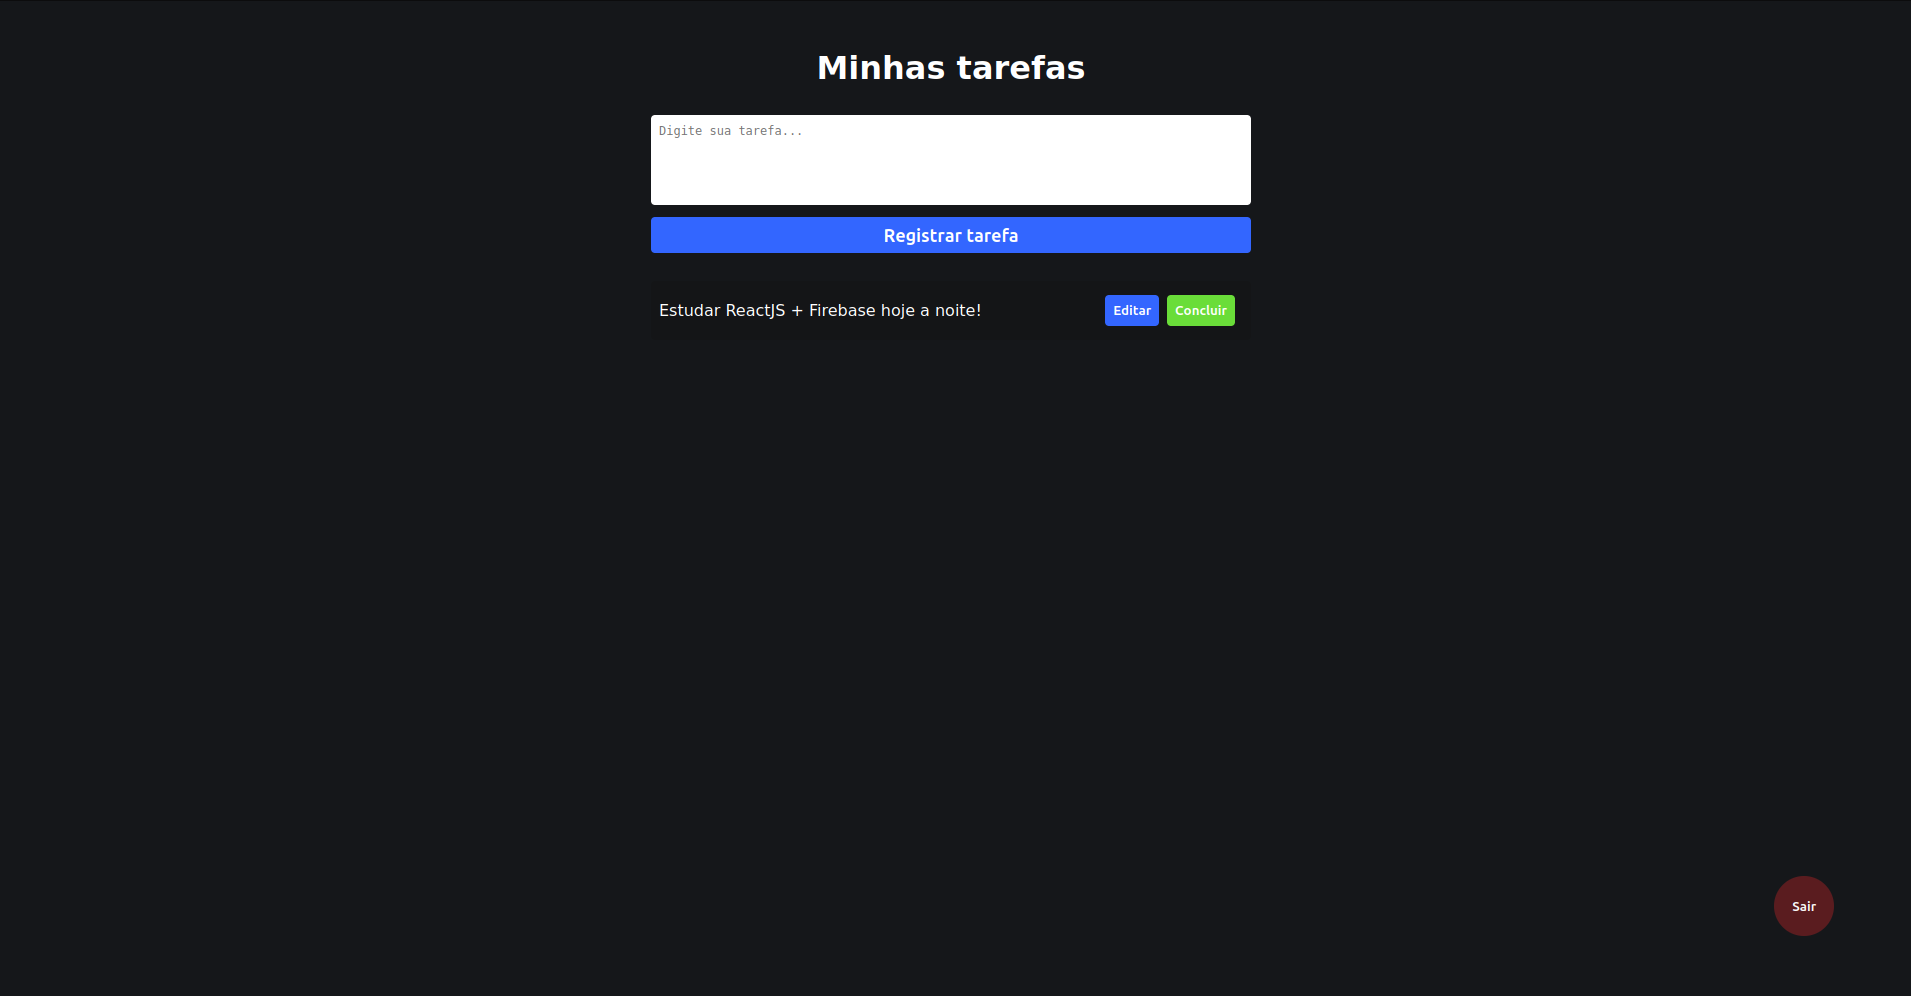 Minhas tarefas
Digite sua tarefa...
Registrar tarefa
Estudar ReactJS + Firebase hoje a noite! Editar Concluir
Sair